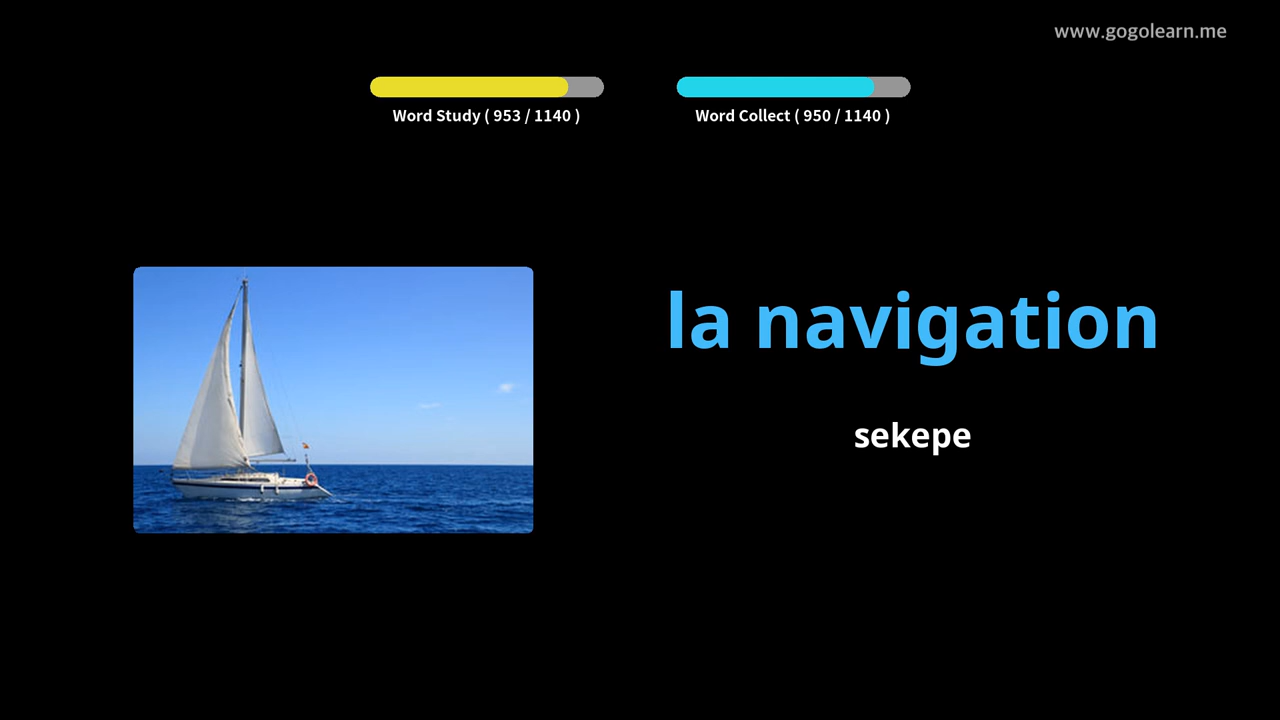 www.gogolearn.me
Word Study ( 953 / 1140 )
Word Collect ( 950 / 1140 )
la navigation
sekepe